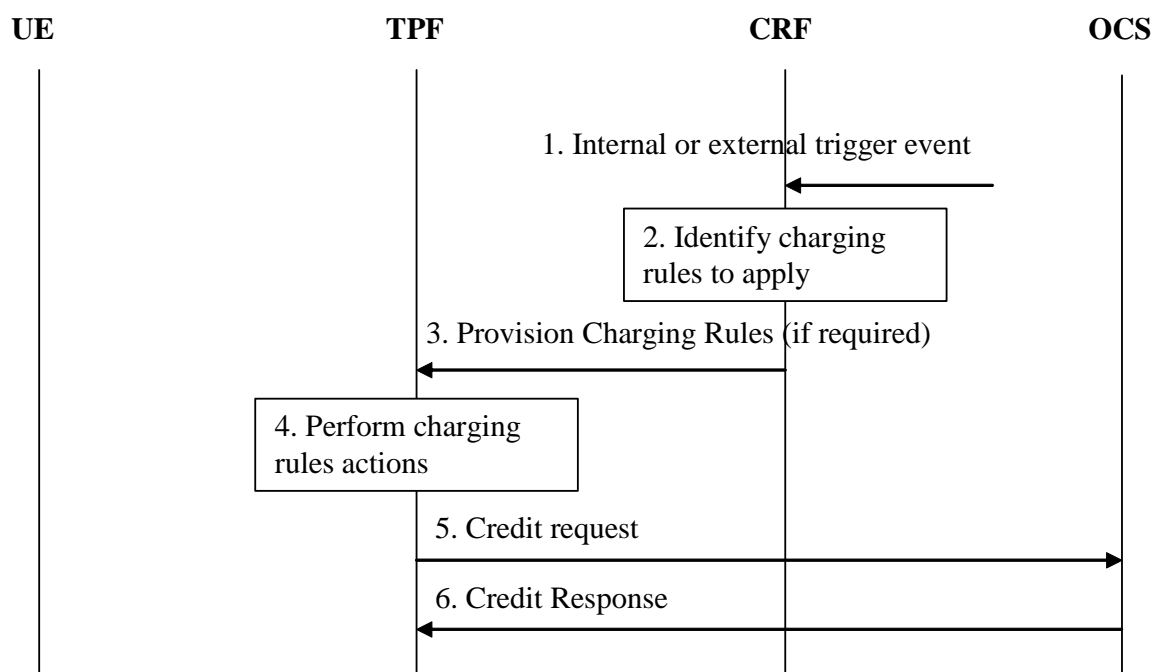 UE TPF CRF OCS
1. Internal or external trigger event
2. Identify charging
rules to apply
3. Provision Charging Rules (if required)
4. Perform charging
rules actions
5. Credit request
6. Credit Response